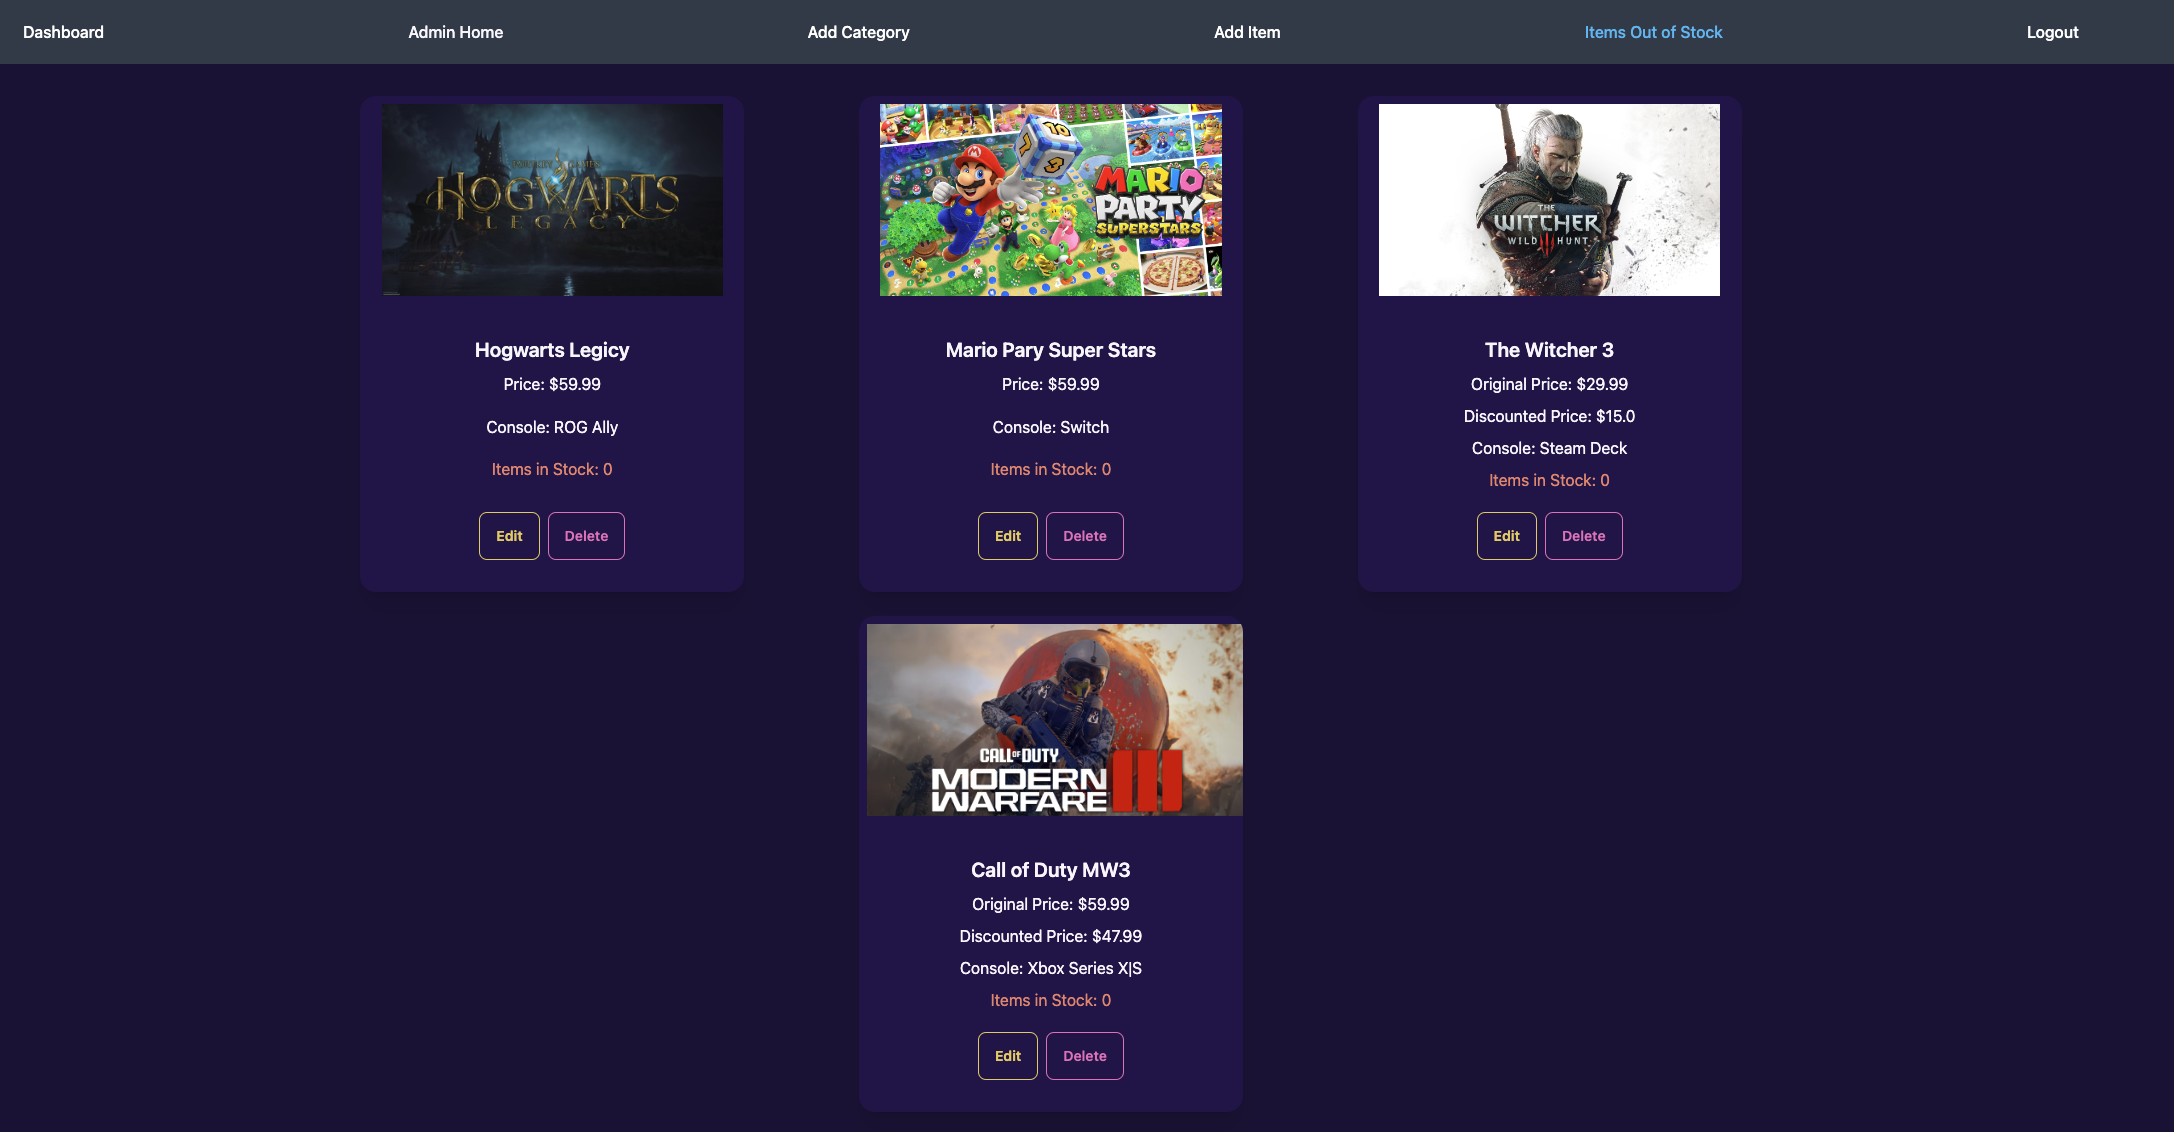 Dashboard
Admin Home
Add Category
Add Item
Items Out of Stock
Logout
HOGWARTS
LEGACY
Hogwarts Legicy
Price: $59.99
Console: ROG Ally
Items in Stock: 0
Edit
Delete
10
3
MARIO
PARTY
SUPERSTARS
Mario Pary Super Stars
Price: $59.99
Console: Switch
Items in Stock: 0
Edit
Delete
THE
WITCHER
WILD HUNT
The Witcher 3
Original Price: $29.99
Discounted Price: $15.0
Console: Steam Deck
Items in Stock: 0
Edit
Delete
CALL OF DUTY
MODERN
WARFARE III
Call of Duty MW3
Original Price: $59.99
Discounted Price: $47.99
Console: Xbox Series X|S
Items in Stock: 0
Edit
Delete